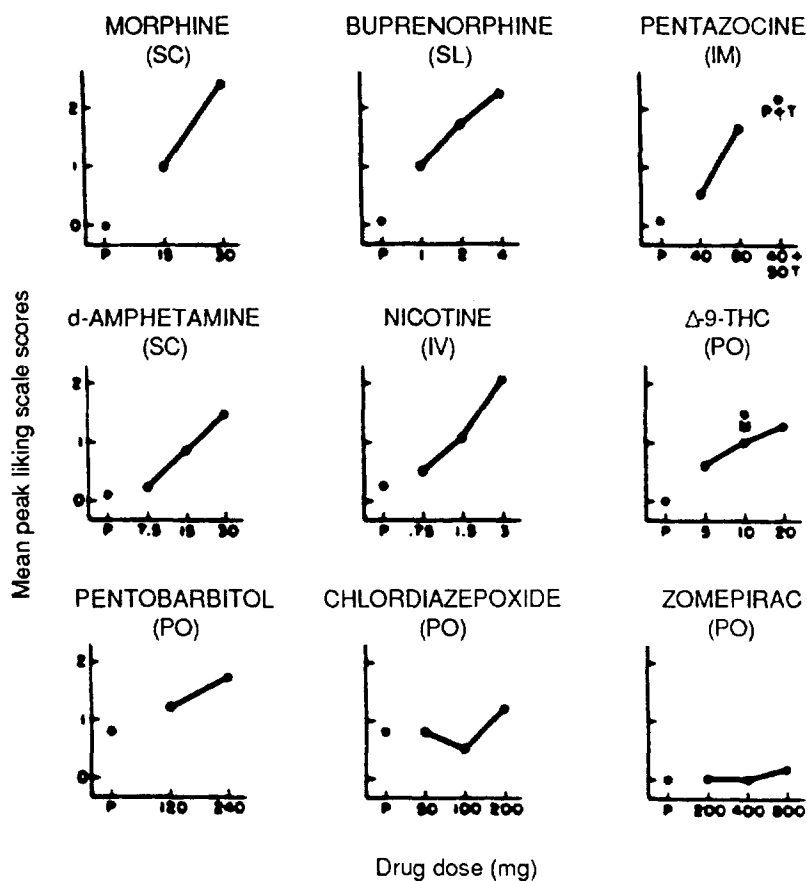 MORPHINE
(SC)
BUPRENORPHINE
(SL)
PENTAZOCINE
(IM)
2
1
0
P + T
P 15 30
P 1 2 4
P 40 80 40 +
50 T
d-AMPHETAMINE
(SC)
NICOTINE
(IV)
Δ-9-THC
(PO)
2
1
0
M
P 7.5 15 30
P .75 1.5 3
P 5 10 20
PENTOBARBITOL
(PO)
CHLORDIAZEPOXIDE
(PO)
ZOMEPIRAC
(PO)
2
1
0
P 120 240
P 50 100 200
P 200 400 800
Mean peak liking scale scores
Drug dose (mg)